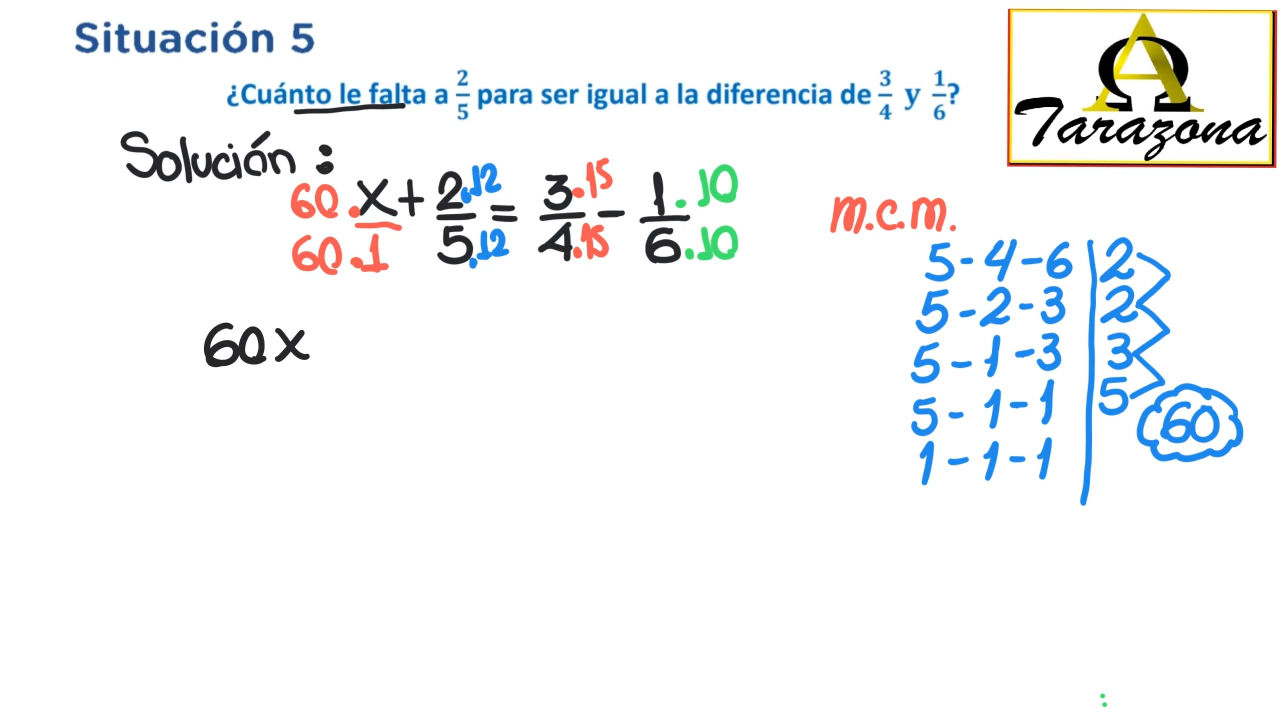 Situación 5
¿Cuánto le falta a 2/5 para ser igual a la diferencia de 3/4 y 1/6?
AΩ
Tarazona
Solución:
60.x/60.1 + 2.12/5.12 = 3.15/4.15 - 1.10/6.10
60x
m.c.m.
5-4-6 | 2
5-2-3 | 2
5-1-3 | 3
5-1-1 | 5
1-1-1 |
60